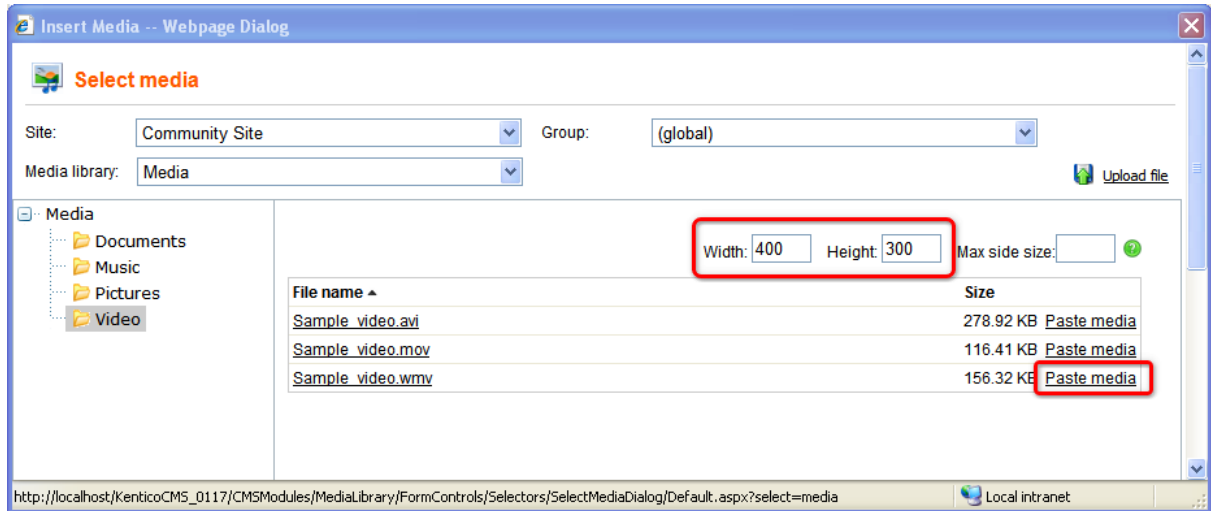 Insert Media -- Webpage Dialog
Select media
Site: Community Site Group: (global)
Media library: Media Upload file
Media
Documents
Music
Pictures
Video
Width: 400 Height: 300 Max side size:
File name Size
Sample_video.avi 278.92 KB Paste media
Sample_video.mov 116.41 KB Paste media
Sample_video.wmv 156.32 KB Paste media
http://localhost/KenticoCMS_0117/CMSModules/MediaLibrary/FormControls/Selectors/SelectMediaDialog/Default.aspx?select=media Local intranet